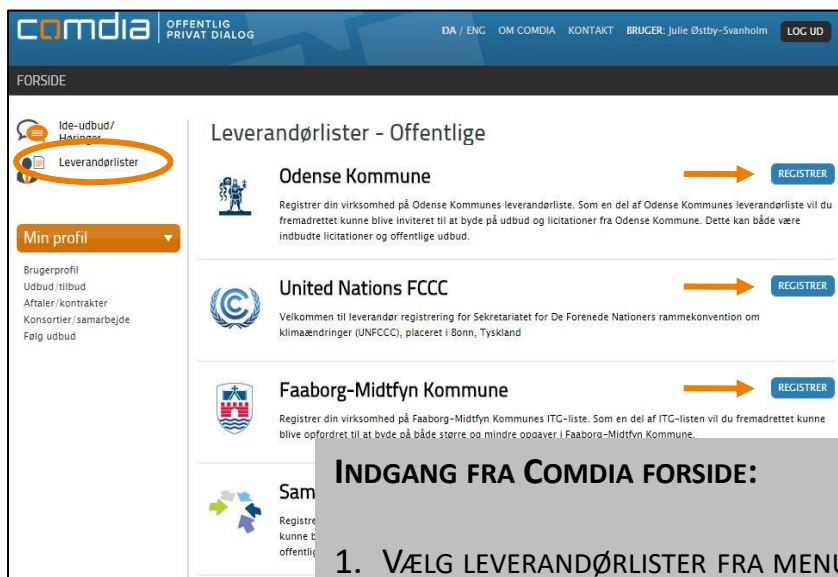 comdia OFFENTLIG
PRIVAT DIALOG
DA / ENG OM COMDIA KONTAKT BRUGER: Julie Østby-Svanholm LOG UD
FORSIDE
Ide-udbud/
Høringer
Leverandørlister
Min profil
Brugerprofil
Udbud/tilbud
Aftaler/kontrakter
Konsortier/samarbejde
Følg udbud
Leverandørlister - Offentlige
Odense Kommune
REGISTRER
Registrer din virksomhed på Odense Kommunes leverandørliste. Som en del af Odense Kommunes leverandørliste vil du
fremadrettet kunne blive inviteret til at byde på udbud og licitationer fra Odense Kommune. Dette kan både være
indbudte licitationer og offentlige udbud.
United Nations FCCC
REGISTRER
Velkommen til leverandør registrering for Sekretariatet for De Forenede Nationers rammekonvention om
klimaændringer (UNFCCC), placeret i Bonn, Tyskland
Faaborg-Midtfyn Kommune
REGISTRER
Registrer din virksomhed på Faaborg-Midtfyn Kommunes ITG-liste. Som en del af ITG-listen vil du fremadrettet kunne
blive opfordret til at byde på både større og mindre opgaver i Faaborg-Midtfyn Kommune.
Sam
Registre
kunne b
offentlig
INDGANG FRA COMDIA FORSIDE:
1. VÆLG LEVERANDØRLISTER FRA MENU